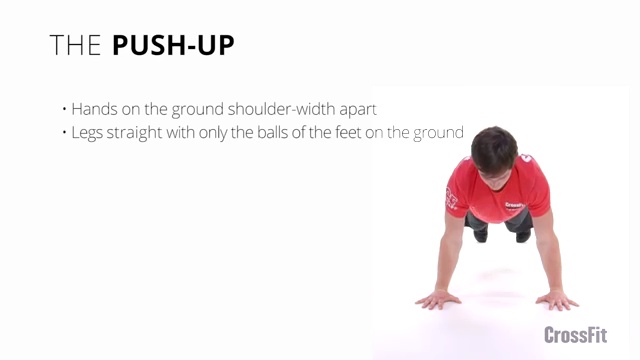 THE PUSH-UP
• Hands on the ground shoulder-width apart
• Legs straight with only the balls of the feet on the ground
CrossFit
CrossFit